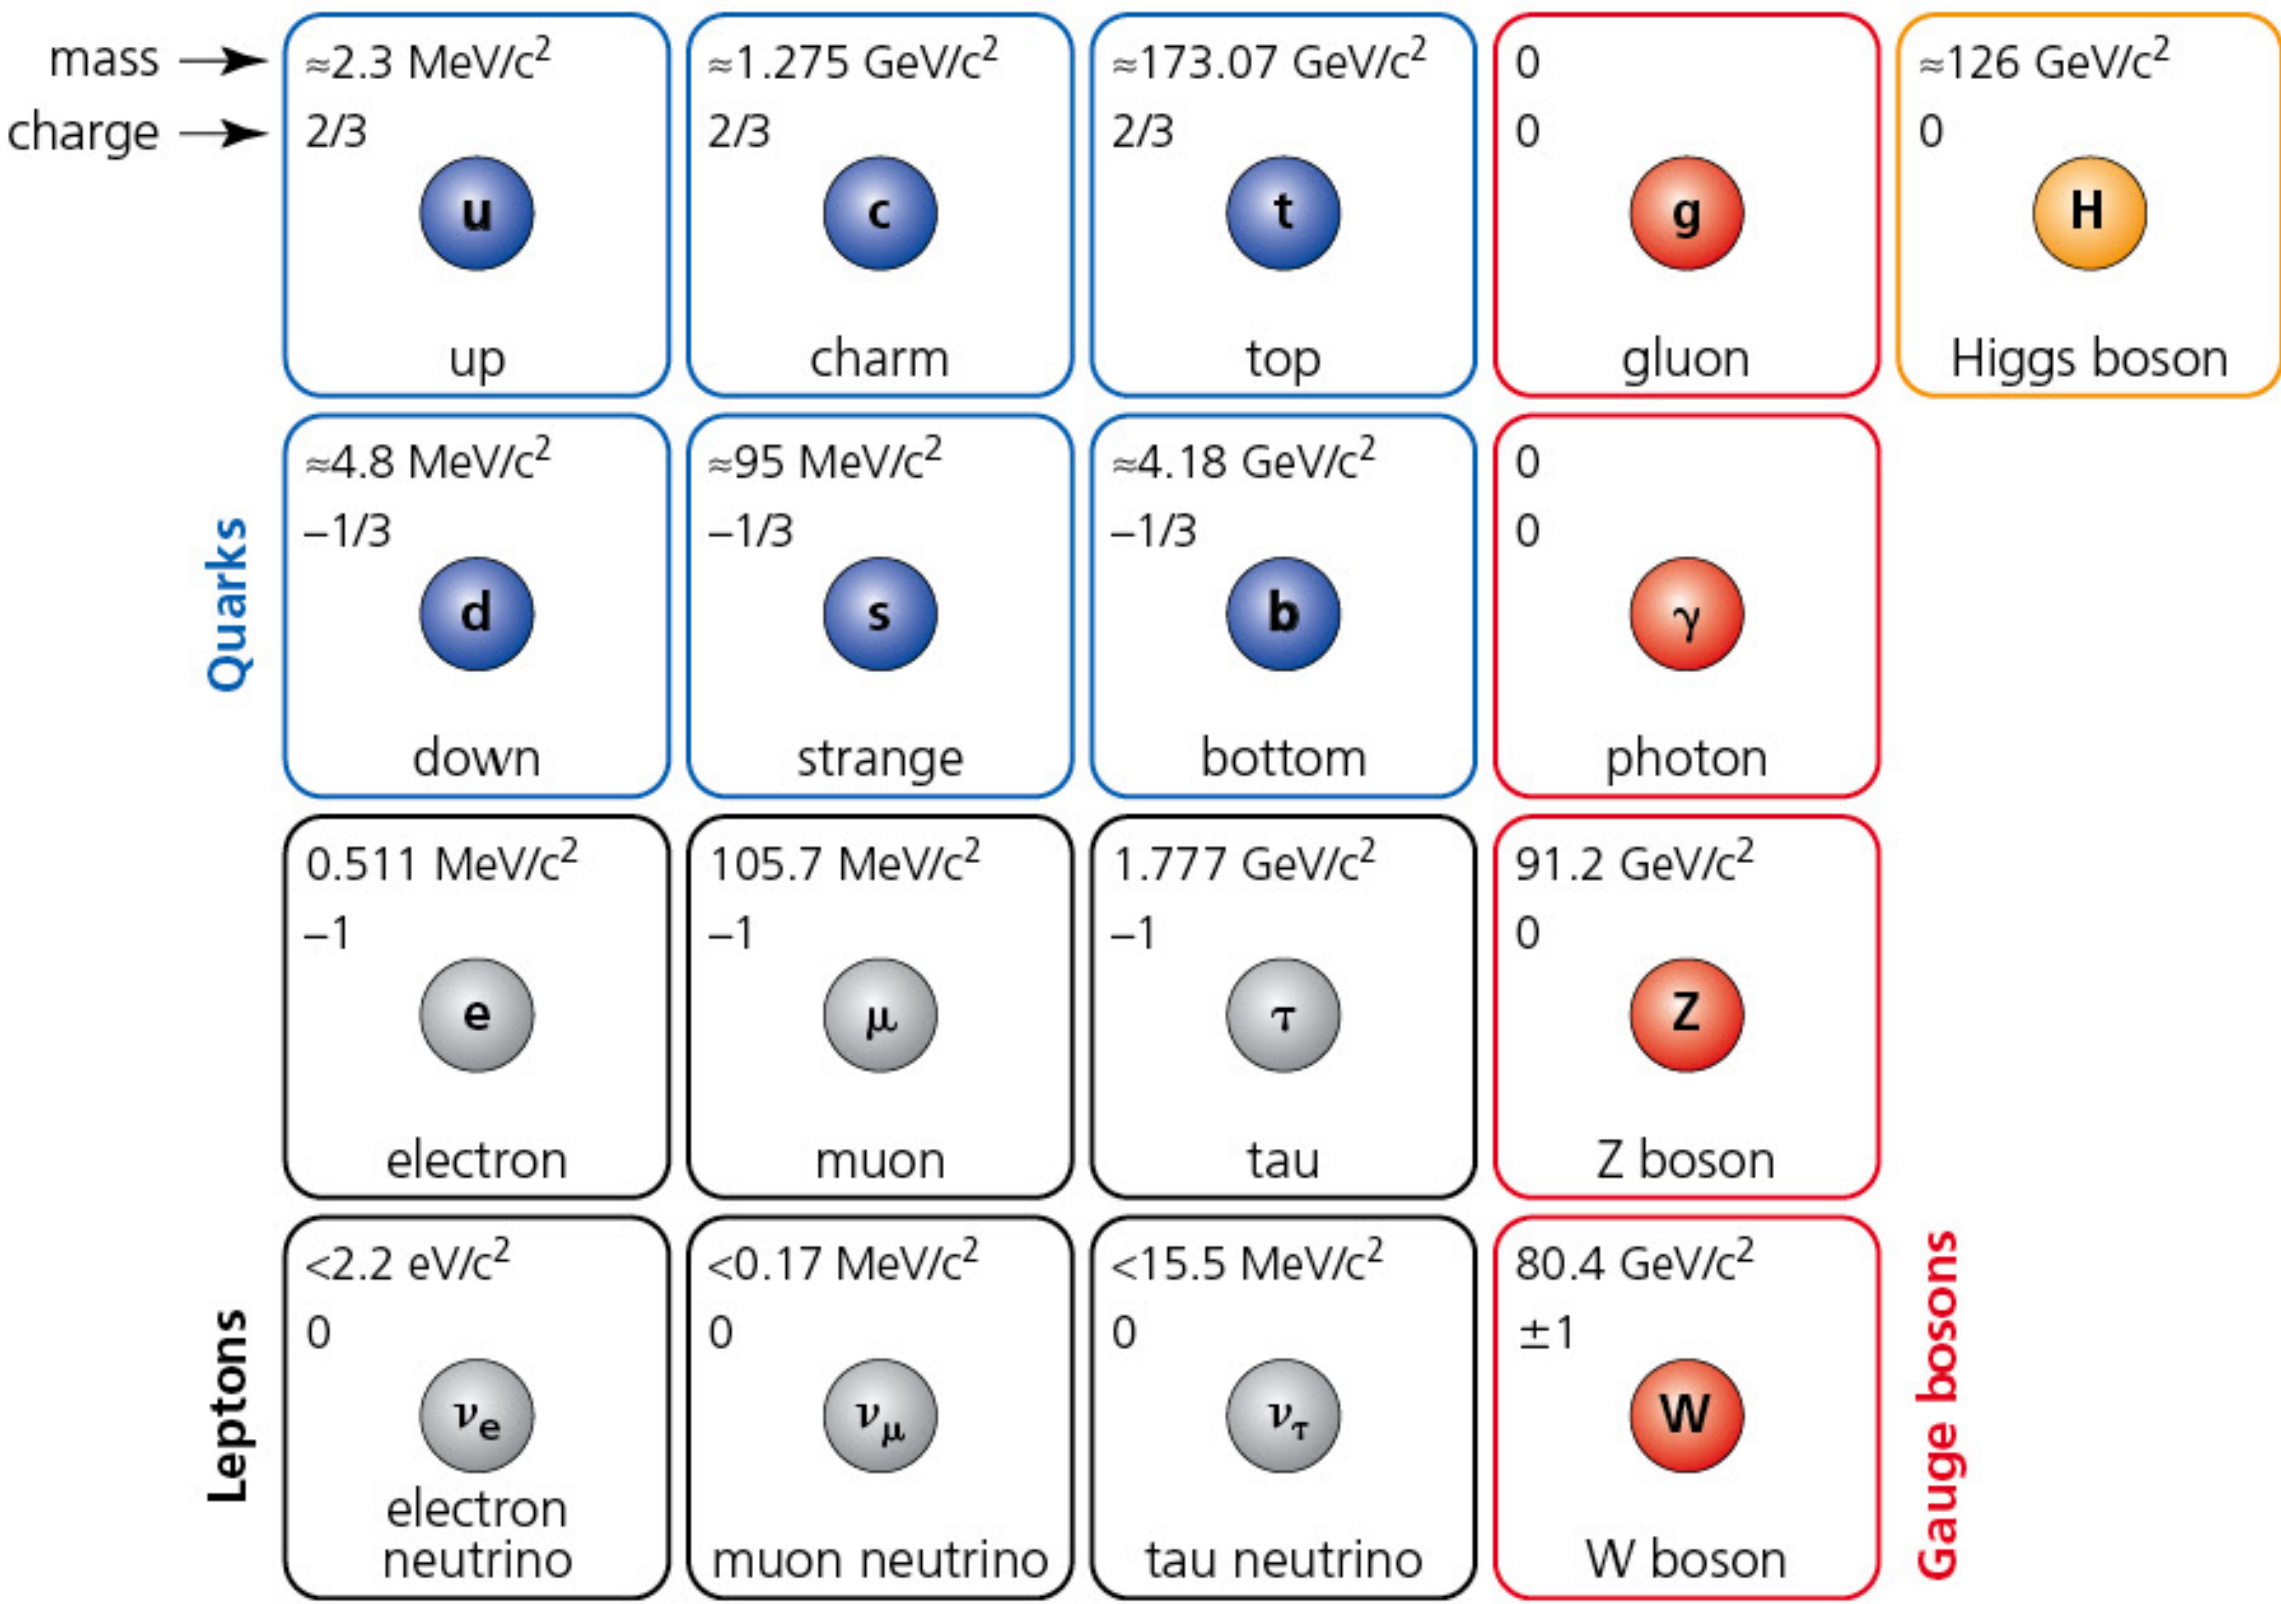 mass
charge
≈2.3 MeV/c²
2/3
u
up
≈1.275 GeV/c²
2/3
c
charm
≈173.07 GeV/c²
2/3
t
top
0
0
g
gluon
≈126 GeV/c²
0
H
Higgs boson
Quarks
≈4.8 MeV/c²
–1/3
d
down
≈95 MeV/c²
–1/3
s
strange
≈4.18 GeV/c²
–1/3
b
bottom
0
0
γ
photon
0.511 MeV/c²
–1
e
electron
105.7 MeV/c²
–1
μ
muon
1.777 GeV/c²
–1
τ
tau
91.2 GeV/c²
0
Z
Z boson
Leptons
<2.2 eV/c²
0
νe
electron
neutrino
<0.17 MeV/c²
0
νμ
muon neutrino
<15.5 MeV/c²
0
ντ
tau neutrino
80.4 GeV/c²
±1
W
W boson
Gauge bosons